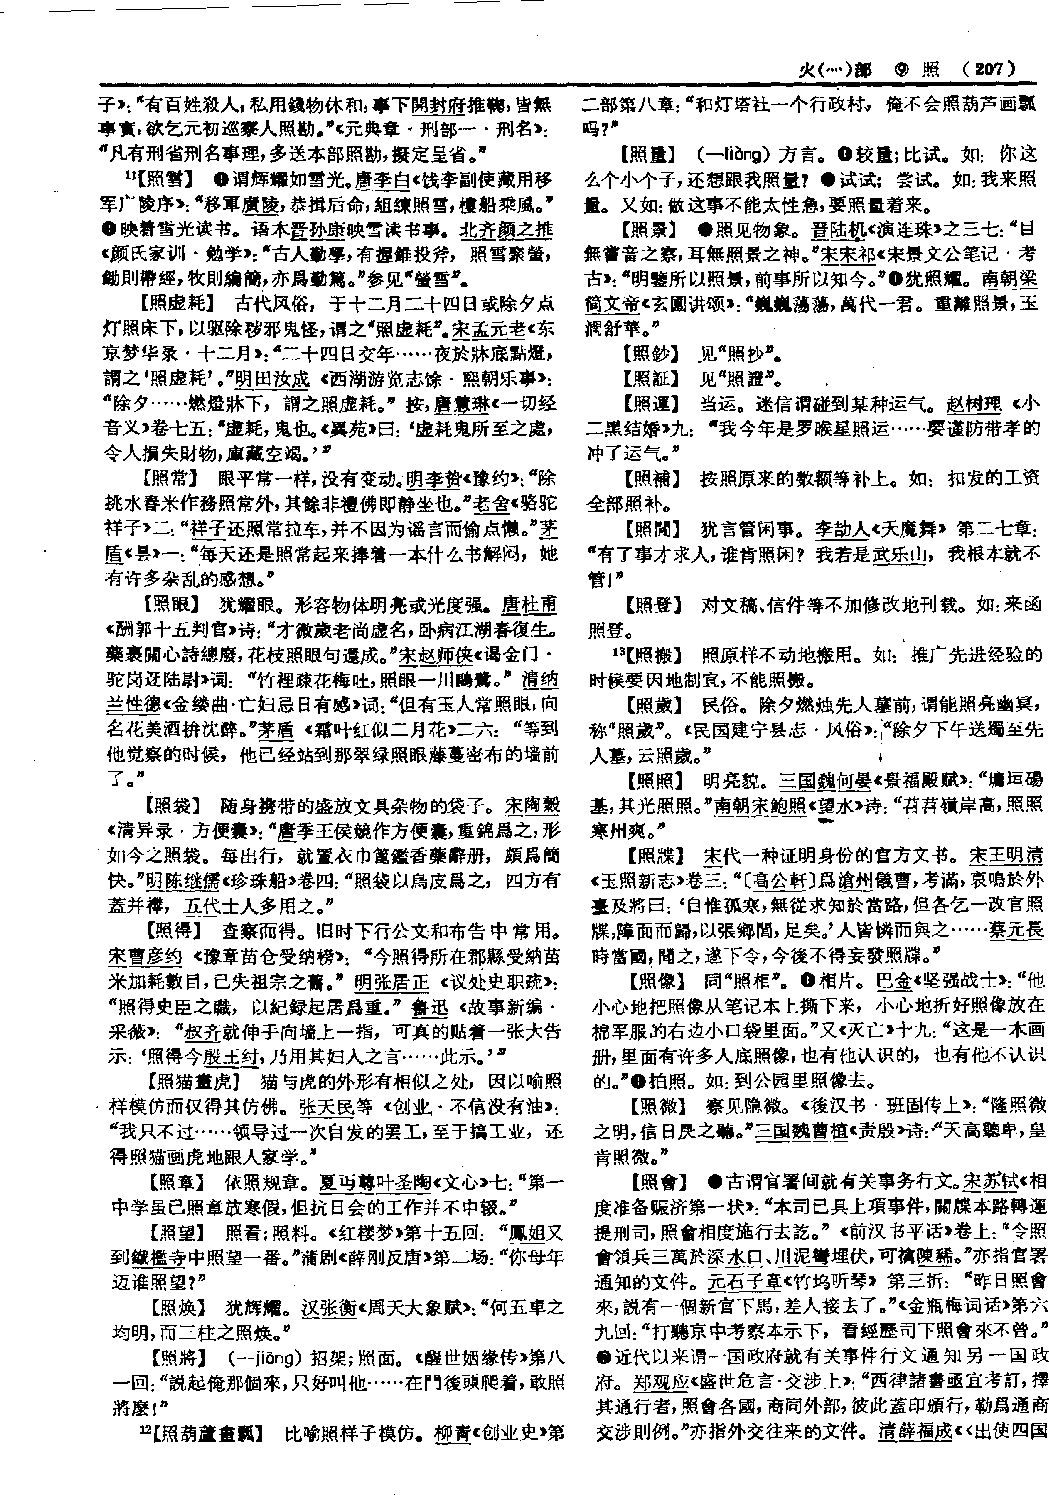 火(灬)部 ⑨ 照 (207)
子》：“有百姓殺人，私用錢物休和，事下開封府推鞫，皆無
事實，欲乞元初巡察人照勘。”《元典章·刑部一·刑名》：
“凡有刑省刑名事理，多送本部照勘，擬定呈省。”
¹¹【照雪】 ❶谓辉耀如雪光。唐李白《饯李副使藏用移
军广陵序》：“移軍廣陵，恭揖后命，組練照雪，樓船乘風。”
❷映着雪光读书。语本晋孙康映雪读书事。北齐颜之推
《颜氏家训·勉学》：“古人勤學，有握錐投斧，照雪聚螢，
鋤則帶經，牧則編簡，亦爲勤篤。”参见“螢雪”。
【照虚耗】 古代风俗，于十二月二十四日或除夕点
灯照床下，以驱除秽邪鬼怪，谓之“照虚耗”。宋孟元老《东
京梦华录·十二月》：“二十四日交年……夜於牀底點燈，
謂之‘照虚耗’。”明田汝成《西湖游览志馀·熙朝乐事》：
“除夕……燃燈牀下，謂之照虚耗。”按，唐慧琳《一切经
音义》卷七五：“虚耗，鬼也。《異苑》曰：‘虚耗鬼所至之處，
令人損失財物，庫藏空竭。’”
【照常】 跟平常一样，没有变动。明李贽《豫约》：“除
挑水舂米作務照常外，其餘非禮佛即静坐也。”老舍《骆驼
祥子》二：“祥子还照常拉车，并不因为谣言而偷点懒。”茅
盾《昙》一：“每天还是照常起来捧着一本什么书解闷，她
有许多杂乱的感想。”
【照眼】 犹耀眼。形容物体明亮或光度强。唐杜甫
《酬郭十五判官》诗：“才微歲老尚虚名，卧病江湖春復生。
藥裹關心詩總廢，花枝照眼句還成。”宋赵师侠《谒金门·
驼岗迓陆尉》词：“竹裡疎花梅吐，照眼一川鷗鷺。”清纳
兰性德《金缕曲·亡妇忌日有感》词：“但有玉人常照眼，向
名花美酒拚沈醉。”茅盾《霜叶红似二月花》二六：“等到
他觉察的时候，他已经站到那翠绿照眼藤蔓密布的墙前
了。”
【照袋】 随身携带的盛放文具杂物的袋子。宋陶穀
《清异录·方便囊》：“唐季王侯競作方便囊，重錦爲之，形
如今之照袋。每出行，就置衣巾篦鑑香藥辭册，頗爲簡
快。”明陈继儒《珍珠船》卷四：“照袋以烏皮爲之，四方有
蓋并襻，五代士人多用之。”
【照得】 查察而得。旧时下行公文和布告中常用。
宋曹彦约《豫章苗仓受纳榜》：“今照得所在郡縣受納苗
米加耗數目，已失祖宗之舊。”明张居正《议处史职疏》：
“照得史臣之職，以紀録起居爲重。”鲁迅《故事新编·
采薇》：“叔齐就伸手向墙上一指，可真的贴着一张大告
示：‘照得今殷王纣，乃用其妇人之言……此示。’”
【照猫畫虎】 猫与虎的外形有相似之处，因以喻照
样模仿而仅得其仿佛。张天民等《创业·不信没有油》：
“我只不过……领导过一次自发的罢工，至于搞工业，还
得照猫画虎地跟人家学。”
【照章】 依照规章。夏丏尊叶圣陶《文心》七：“第一
中学虽已照章放寒假，但抗日会的工作并不中辍。”
【照望】 照看；照料。《红楼梦》第十五回：“鳳姐又
到鐵檻寺中照望一番。”蒲剧《薛刚反唐》第二场：“你母年
迈谁照望？”
【照焕】 犹辉耀。汉张衡《周天大象赋》：“何五車之
均明，而三柱之照焕。”
【照將】 （—jiāng）招架；照面。《醒世姻缘传》第八
一回：“説起俺那個來，只好叫他……在門後頭爬着，敢照
將麽！”
¹²【照葫蘆畫瓢】 比喻照样子模仿。柳青《创业史》第
二部第八章：“和灯塔社一个行政村，俺不会照葫芦画瓢
吗？”
【照量】 （—liàng）方言。❶较量；比试。如：你这
么个小个子，还想跟我照量？❷试试；尝试。如：我来照
量。又如：做这事不能太性急，要照量着来。
【照景】 ❶照见物象。晋陆机《演连珠》之三七：“目
無嘗音之察，耳無照景之神。”宋宋祁《宋景文公笔记·考
古》：“明鑒所以照景，前事所以知今。”❷犹照耀。南朝梁
简文帝《玄圃讲颂》：“巍巍蕩蕩，萬代一君。重離照景，玉
潤舒華。”
【照鈔】 见“照抄”。
【照証】 见“照證”。
【照運】 当运。迷信谓碰到某种运气。赵树理《小
二黑结婚》九：“我今年是罗睺星照运……要谨防带孝的
冲了运气。”
【照補】 按照原来的数额等补上。如：扣发的工资
全部照补。
【照閒】 犹言管闲事。李劼人《天魔舞》第二七章：
“有了事才求人，谁肯照闲？我若是武乐山，我根本就不
管！”
【照登】 对文稿、信件等不加修改地刊载。如：来函
照登。
¹³【照搬】 照原样不动地搬用。如：推广先进经验的
时候要因地制宜，不能照搬。
【照歲】 民俗。除夕燃烛先人墓前，谓能照亮幽冥，
称“照歲”。《民国建宁县志·风俗》：“除夕下午送燭至先
人墓，云照歲。”
【照照】 明亮貌。三国魏何晏《景福殿赋》：“墉垣碭
基，其光照照。”南朝宋鲍照《望水》诗：“苕苕嶺岸高，照照
寒州爽。”
【照牒】 宋代一种证明身份的官方文书。宋王明清
《玉照新志》卷三：“〔高公軒〕爲滄州儀曹，考滿，哀鳴於外
臺及將曰：‘自惟孤寒，無従求知於當路，但各乞一改官照
牒，障面而歸，以張鄉閭，足矣。’人皆憐而與之……蔡元長
時當國，聞之，遂下令，今後不得妄發照牒。”
【照像】 同“照相”。❶相片。巴金《坚强战士》：“他
小心地把照像从笔记本上撕下来，小心地折好照像放在
棉军服的右边小口袋里面。”又《灭亡》十九：“这是一本画
册，里面有许多人底照像，也有他认识的，也有他不认识
的。”❷拍照。如：到公园里照像去。
【照微】 察见隐微。《後汉书·班固传上》：“隆照微
之明，信日昃之聽。”三国魏曹植《责殷》诗：“天高聽卑，皇
肯照微。”
【照會】 ❶古谓官署间就有关事务行文。宋苏轼《相
度准备赈济第一状》：“本司已具上項事件，關牒本路轉運
提刑司，照會相度施行去訖。”《前汉书平话》卷上：“令照
會領兵三萬於深水口、川泥彎埋伏，可擒陳豨。”亦指官署
通知的文件。元石子章《竹坞听琴》第三折：“昨日照會
來，説有一個新官下馬，差人接去了。”《金瓶梅词话》第六
九回：“打聽京中考察本示下，看經歷司下照會來不曾。”
❷近代以来谓一国政府就有关事件行文通知另一国政
府。郑观应《盛世危言·交涉上》：“西律諸書亟宜考訂，擇
其通行者，照會各國，商同外部，彼此蓋印頒行，勒爲通商
交涉則例。”亦指外交往来的文件。清薛福成《〈出使四国